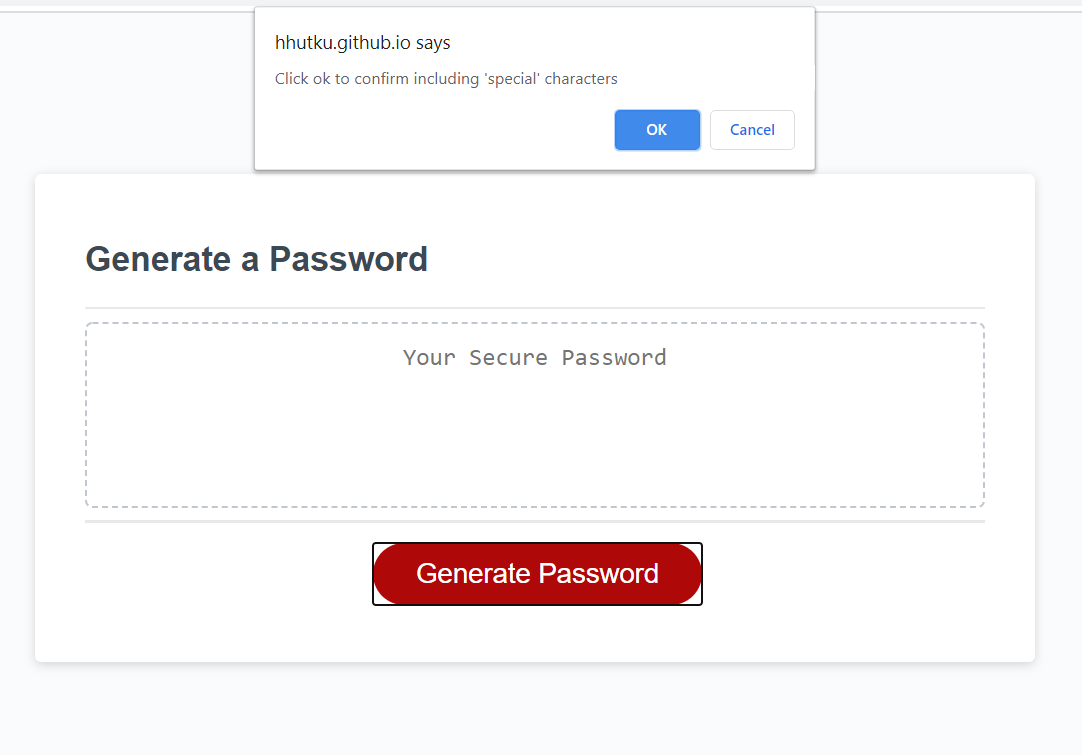 hhutku.github.io says
Click ok to confirm including 'special' characters
OK
Cancel
Generate a Password
Your Secure Password
Generate Password